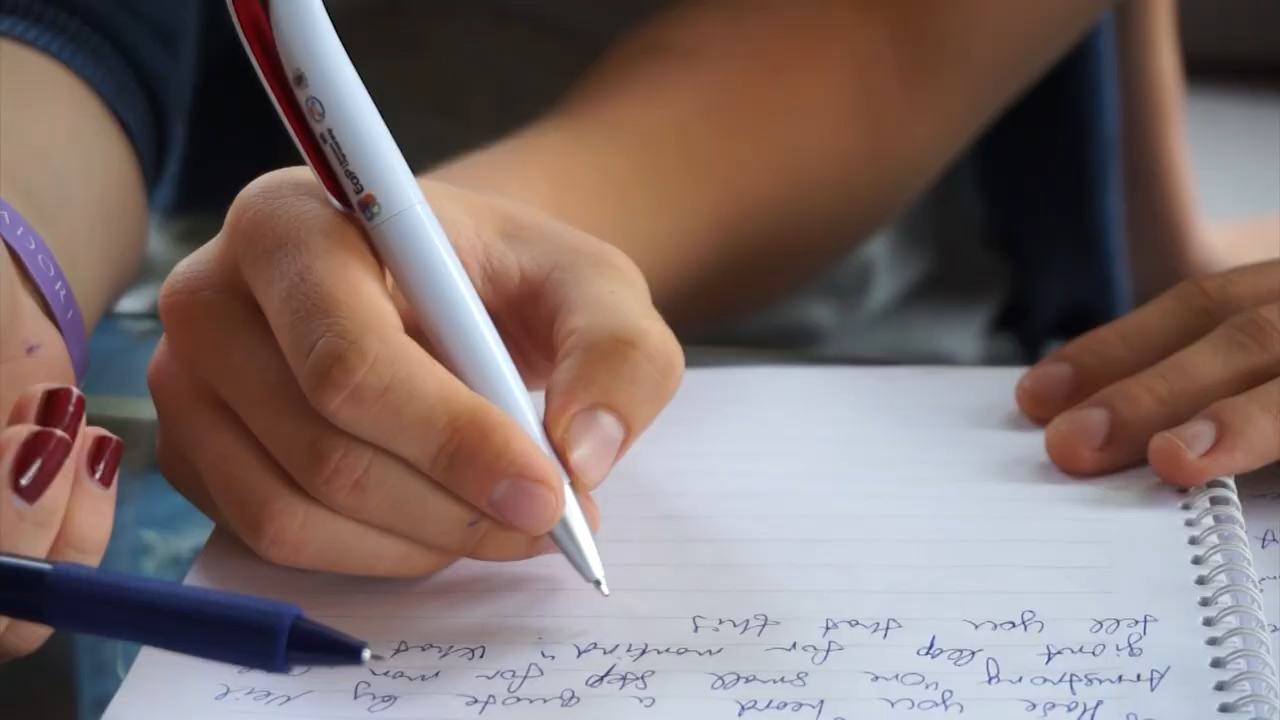 Have you heard a quote by Neil
Armstrong "One small step for man
giant leap for mankind". What
tell you that this